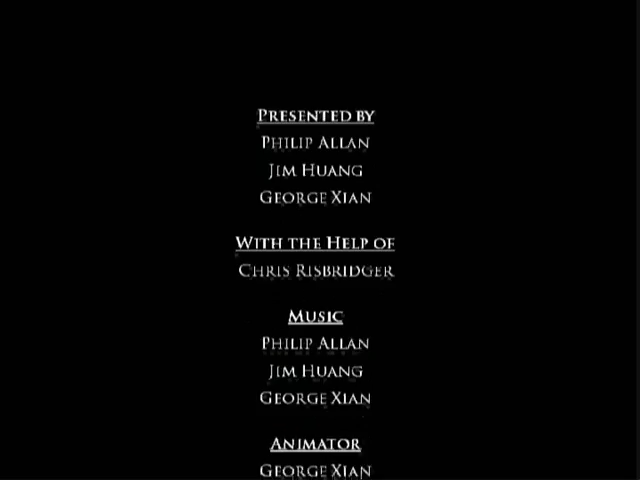 Presented by
Philip Allan
Jim Huang
George Xian
With the Help of
Chris Risbridger
Music
Philip Allan
Jim Huang
George Xian
Animator
George Xian